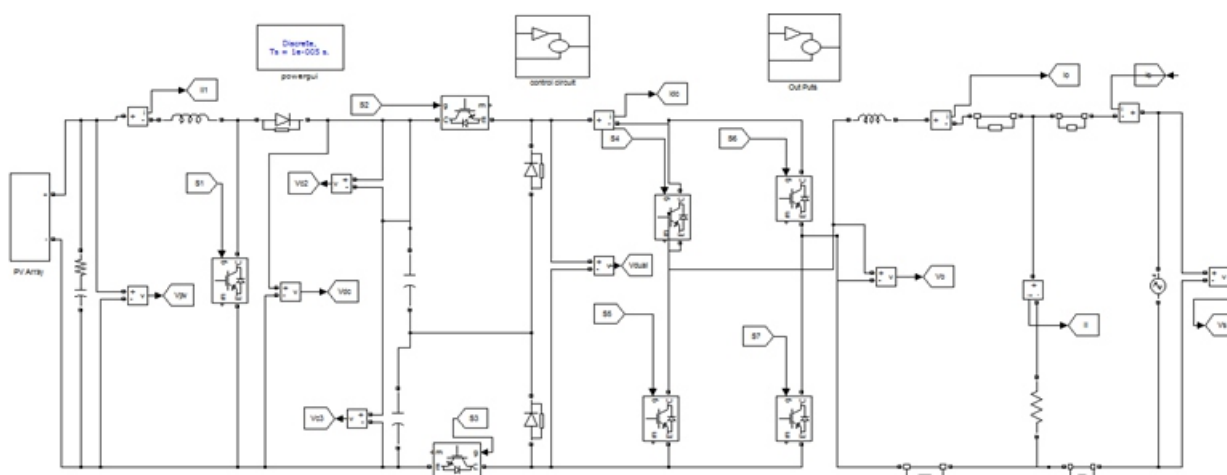 Discrete,
Ts = 1e-005 s.
powergui
control circuit
Out Puts
Il1
S2
Idc
S4
S6
Io
S1
Vc2
PV Array
Vpv
Vdc
Vdual
Vo
S5
S7
Il
Vc3
S3